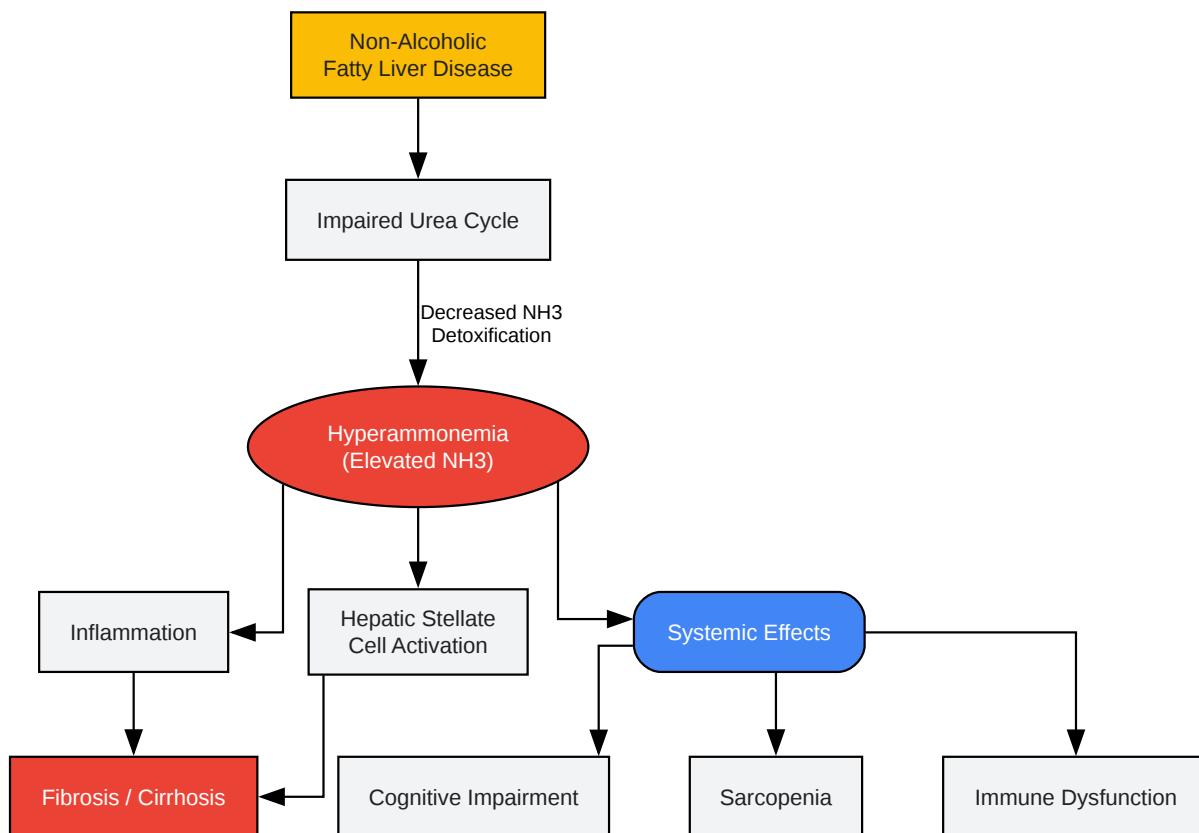 Non-Alcoholic
Fatty Liver Disease
Impaired Urea Cycle
Decreased NH3
Detoxification
Hyperammonemia
(Elevated NH3)
Inflammation
Hepatic Stellate
Cell Activation
Systemic Effects
Fibrosis / Cirrhosis
Cognitive Impairment
Sarcopenia
Immune Dysfunction